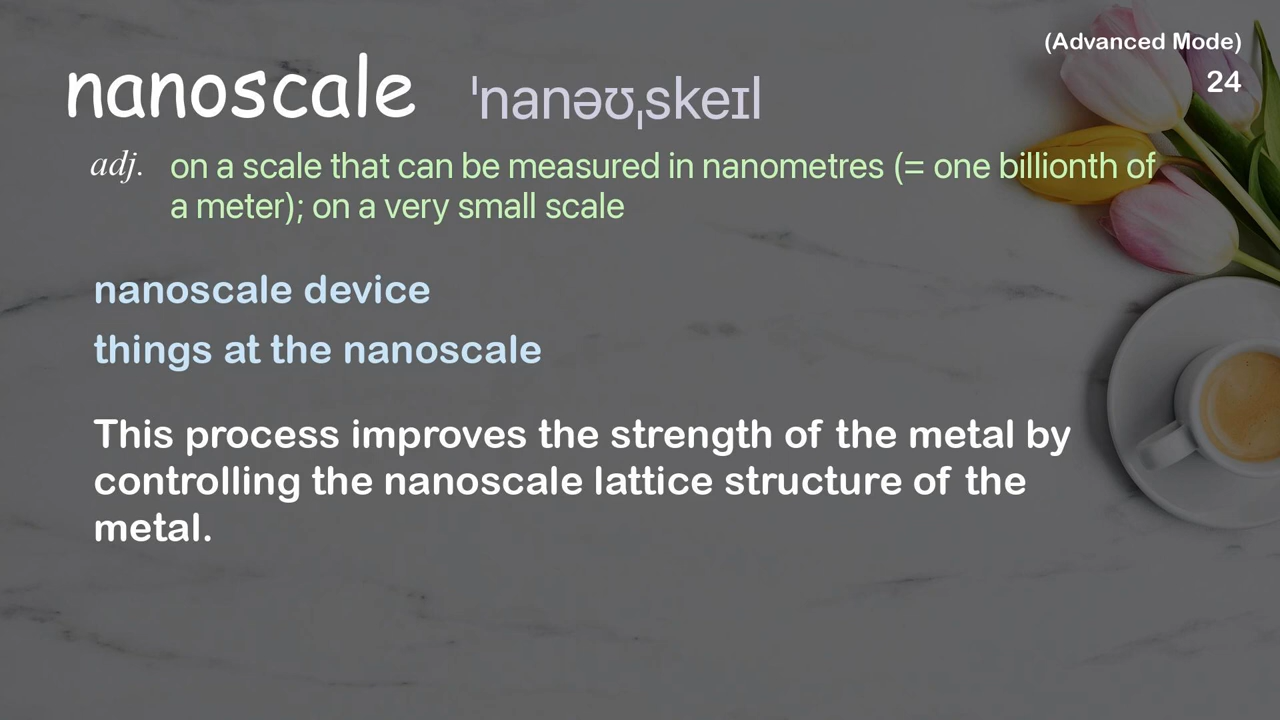 (Advanced Mode)
24
nanoscale ˈnanəʊˌskeɪl
adj. on a scale that can be measured in nanometres (= one billionth of
a meter); on a very small scale
nanoscale device
things at the nanoscale
This process improves the strength of the metal by
controlling the nanoscale lattice structure of the
metal.